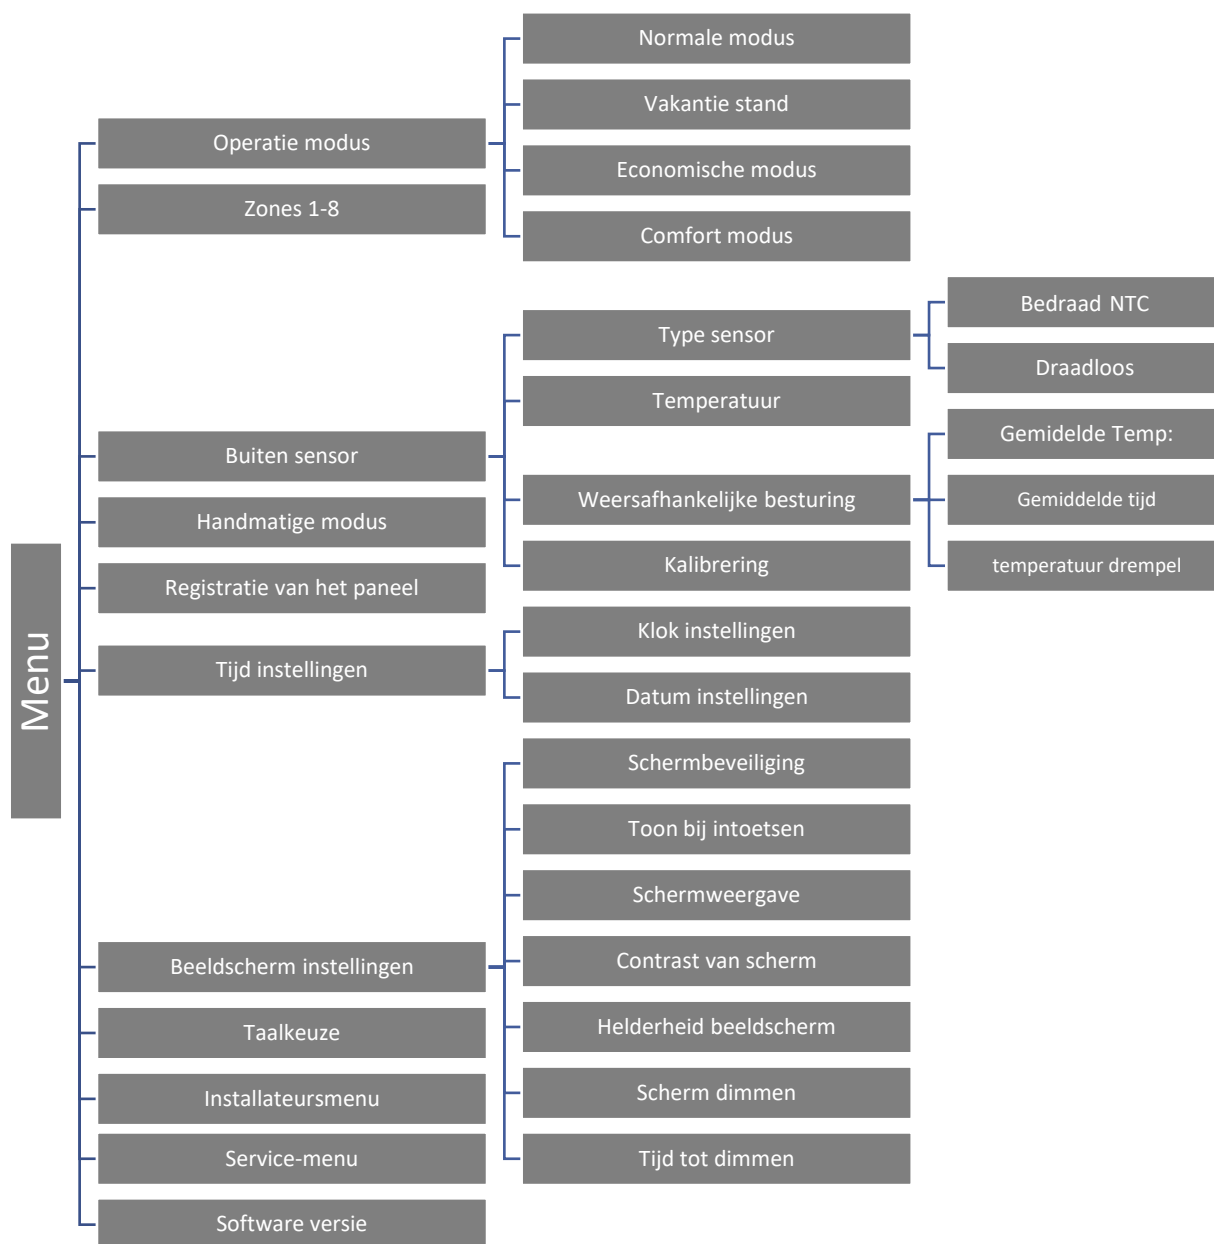 Menu
Operatie modus
Normale modus
Vakantie stand
Economische modus
Comfort modus
Zones 1-8
Buiten sensor
Type sensor
Bedraad NTC
Draadloos
Temperatuur
Weersafhankelijke besturing
Gemidelde Temp:
Gemiddelde tijd
temperatuur drempel
Kalibrering
Handmatige modus
Registratie van het paneel
Tijd instellingen
Klok instellingen
Datum instellingen
Beeldscherm instellingen
Schermbeveiliging
Toon bij intoetsen
Schermweergave
Contrast van scherm
Helderheid beeldscherm
Scherm dimmen
Tijd tot dimmen
Taalkeuze
Installateursmenu
Service-menu
Software versie